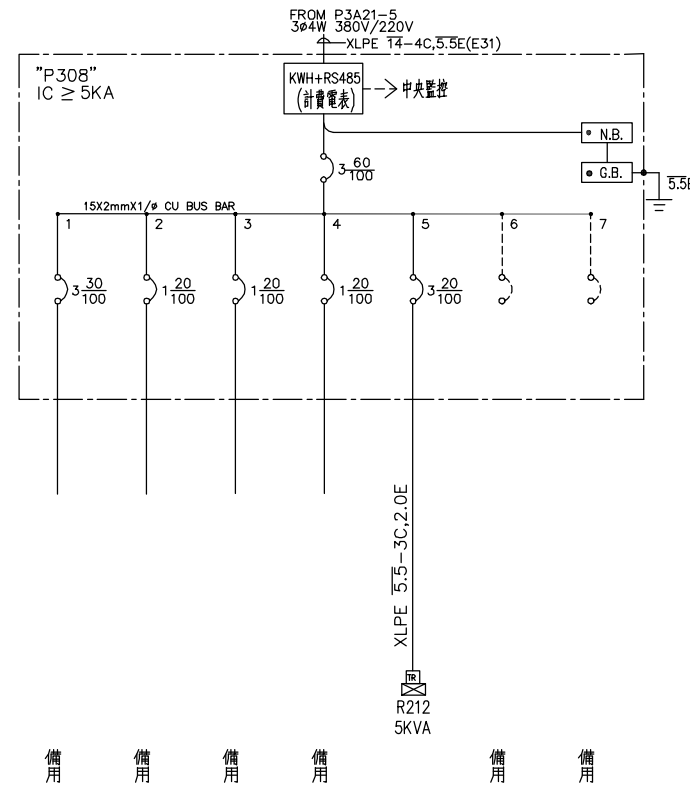 FROM P3A21-5
3ø4W 380V/220V
XLPE 14-4C,5.5E(E31)
"P308"
IC ≥ 5KA
KWH+RS485
(計費電表)
中央監控
N.B.
G.B.
3 60/100
15X2mmX1/ø CU BUS BAR
1
2
3
4
5
6
7
3 30/100
1 20/100
1 20/100
1 20/100
3 20/100
XLPE 5.5-3C,2.0E
TR
R212
5KVA
備用
備用
備用
備用
備用
備用